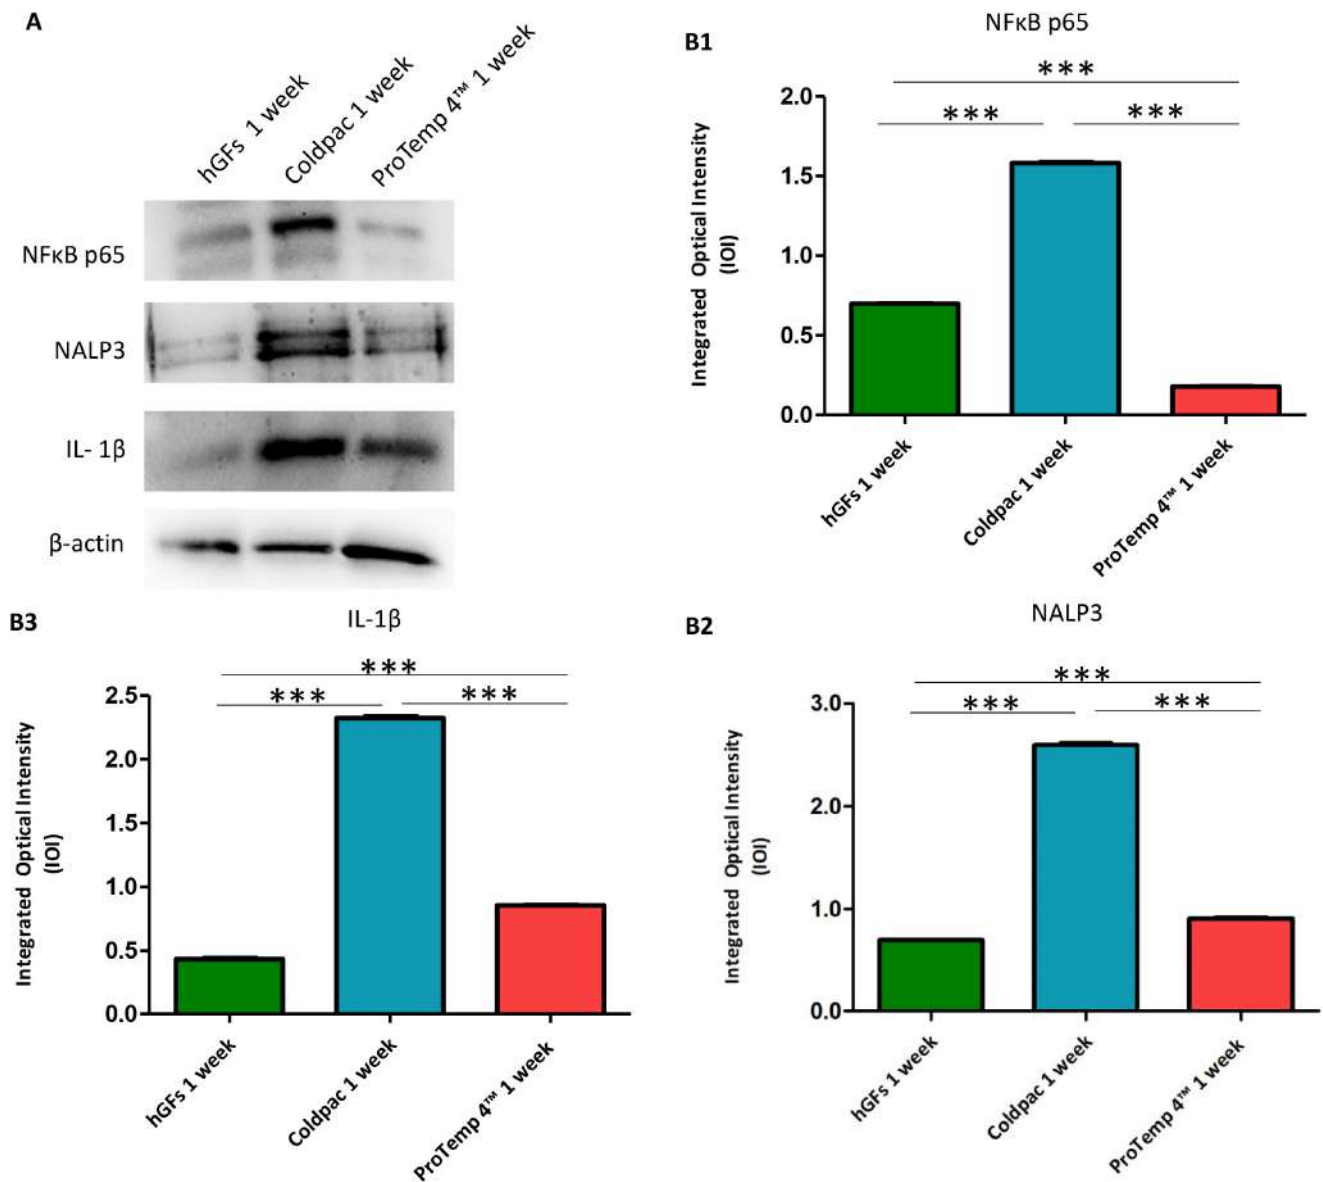 A
hGFs 1 week
Coldpac 1 week
ProTemp 4™ 1 week
NFκB p65
NALP3
IL- 1β
β-actin
B1
NFκB p65
***
***
***
Integrated Optical Intensity
(IOI)
2.0
1.5
1.0
0.5
0.0
hGFs 1 week
Coldpac 1 week
ProTemp 4™ 1 week
B3
IL-1β
***
***
***
Integrated Optical Intensity
(IOI)
2.5
2.0
1.5
1.0
0.5
0.0
hGFs 1 week
Coldpac 1 week
ProTemp 4™ 1 week
B2
NALP3
***
***
***
Integrated Optical Intensity
(IOI)
3.0
2.0
1.0
0.0
hGFs 1 week
Coldpac 1 week
ProTemp 4™ 1 week